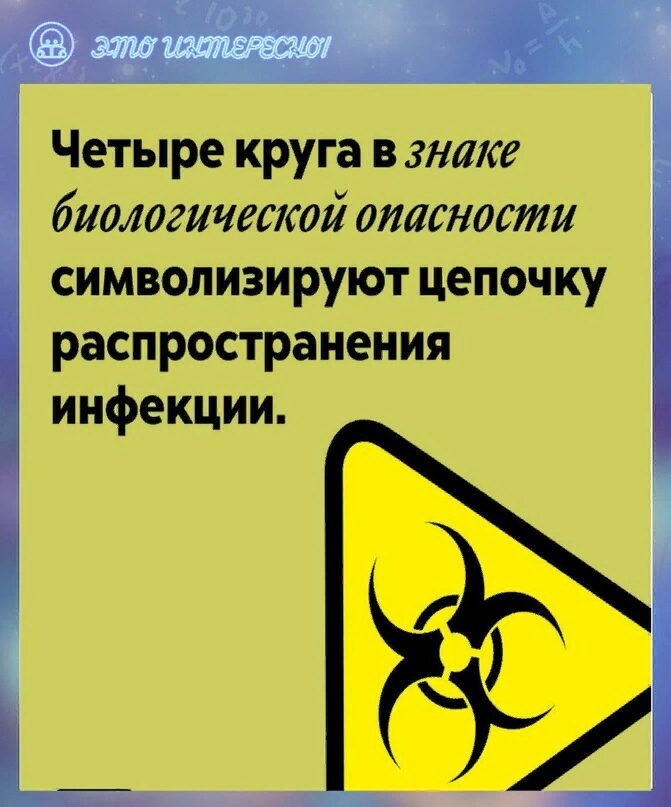 это интересно!
Четыре круга в знаке
биологической опасности
символизируют цепочку
распространения
инфекции.